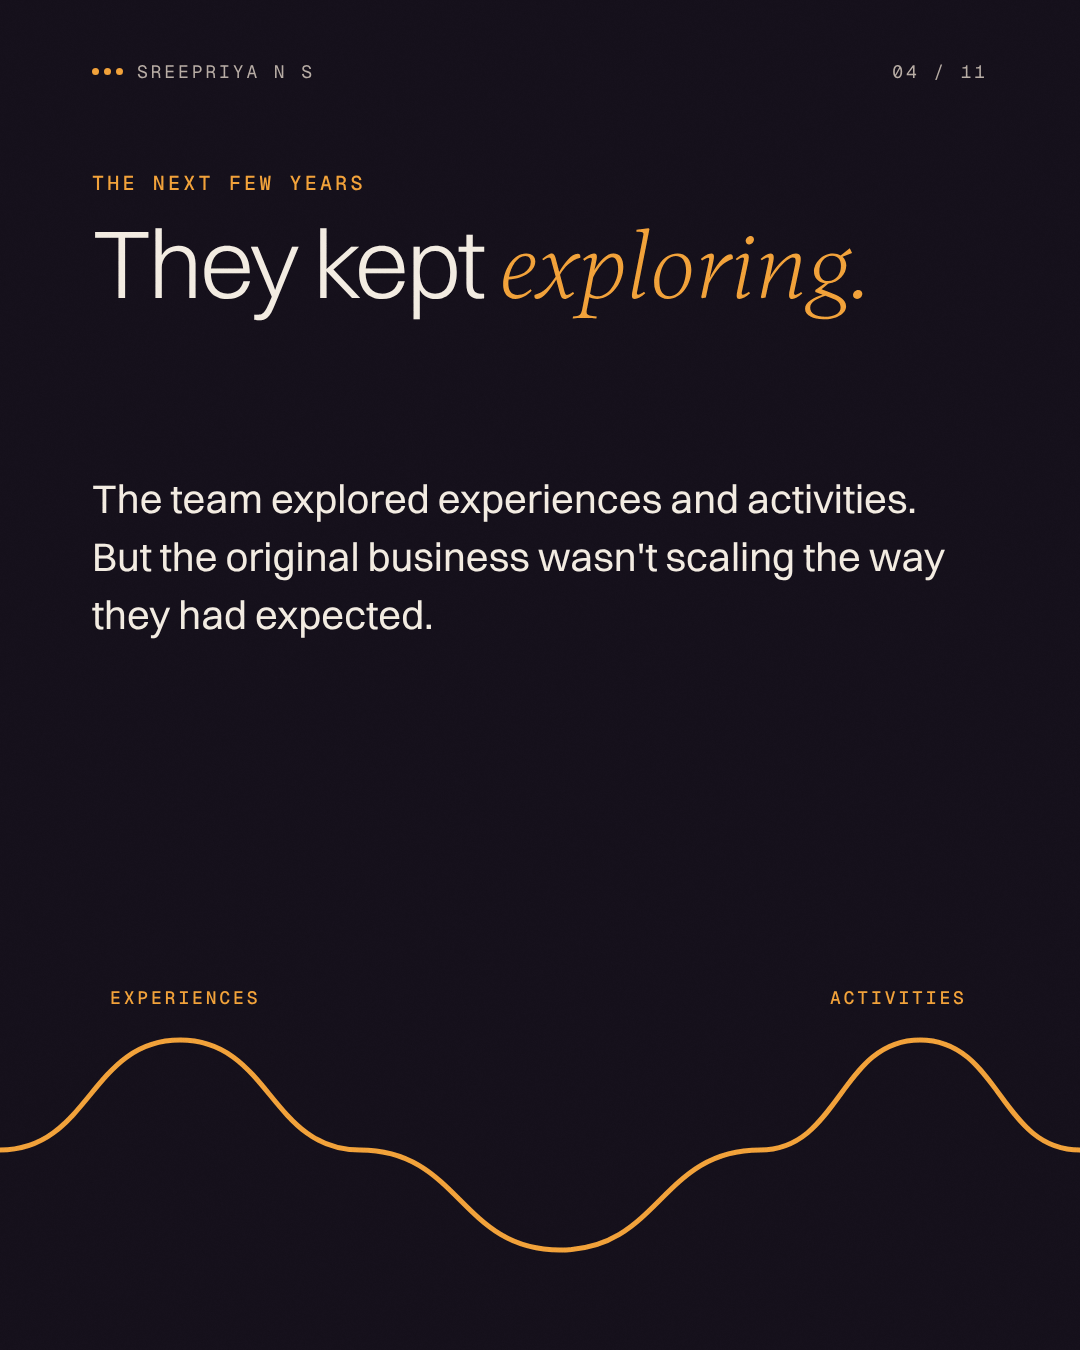 SREEPRIYA N S
04 / 11
THE NEXT FEW YEARS
They kept exploring.
The team explored experiences and activities.
But the original business wasn't scaling the way
they had expected.
EXPERIENCES
ACTIVITIES